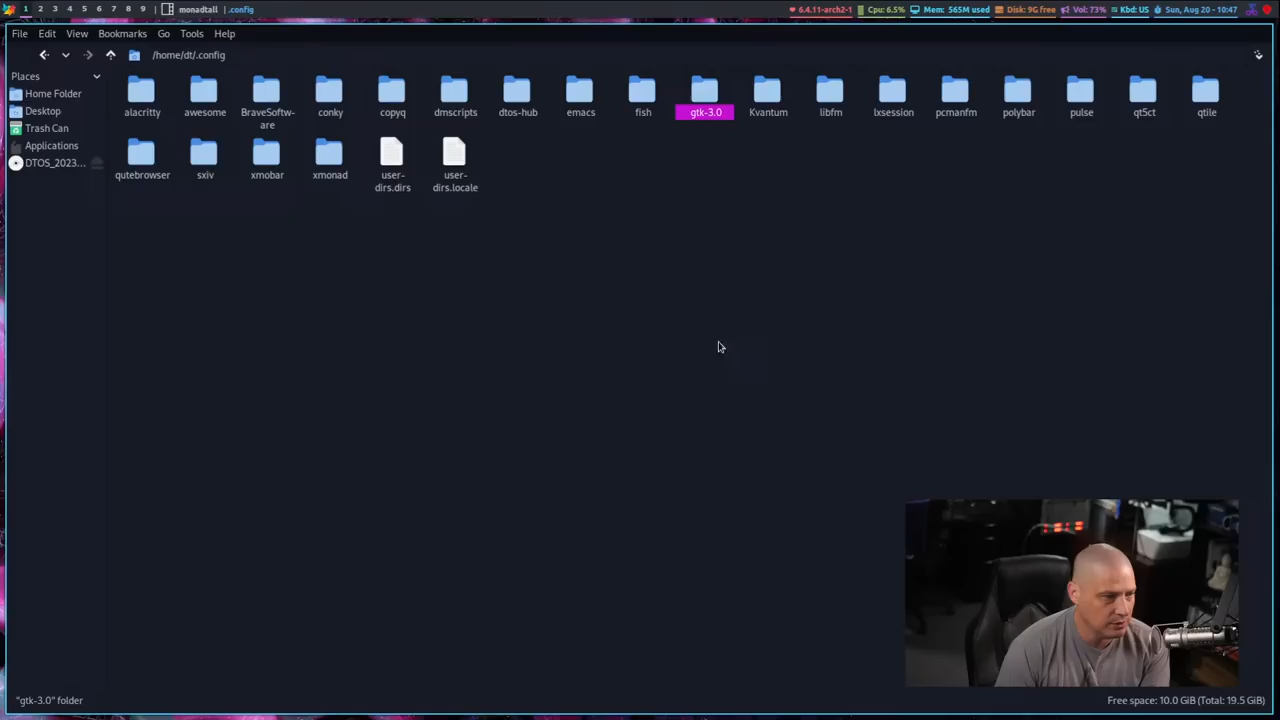 1 2 3 4 5 6 7 8 9 | monadtall | .config
❤ 6.4.11-arch2-1 Cpu: 6.5% Mem: 565M used Disk: 9G free Vol: 73% Kbd: US Sun, Aug 20 - 10:47
File Edit View Bookmarks Go Tools Help
/home/dt/.config
Places
Home Folder
Desktop
Trash Can
Applications
DTOS_2023...
alacritty awesome BraveSoftw- conky copyq dmscripts dtos-hub emacs fish gtk-3.0 Kvantum libfm lxsession pcmanfm polybar pulse qt5ct qtile
are
qutebrowser sxiv xmobar xmonad user- user-
dirs.dirs dirs.locale
"gtk-3.0" folder
Free space: 10.0 GiB (Total: 19.5 GiB)